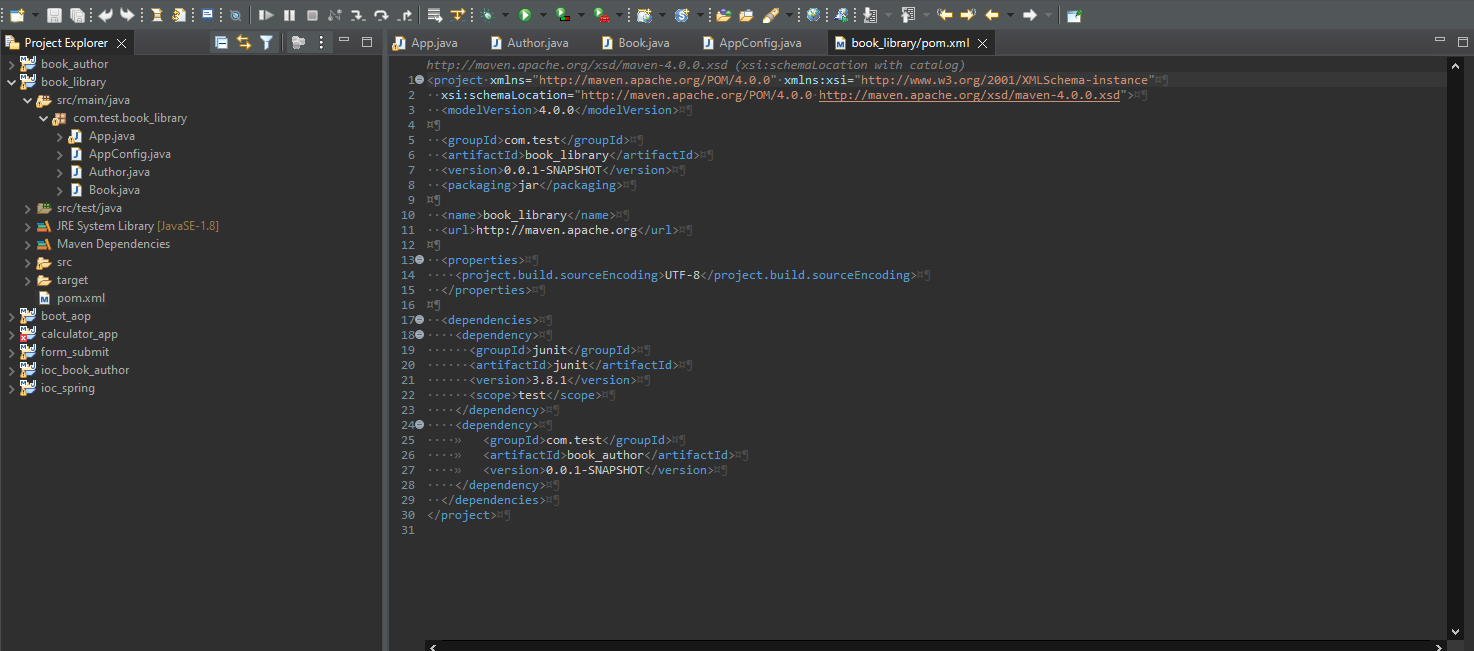 Project Explorer
App.java
Author.java
Book.java
AppConfig.java
book_library/pom.xml
book_author
book_library
src/main/java
com.test.book_library
App.java
AppConfig.java
Author.java
Book.java
src/test/java
JRE System Library [JavaSE-1.8]
Maven Dependencies
src
target
pom.xml
boot_aop
calculator_app
form_submit
ioc_book_author
ioc_spring
http://maven.apache.org/xsd/maven-4.0.0.xsd (xsi:schemaLocation with catalog)
1 <project·xmlns="http://maven.apache.org/POM/4.0.0"·xmlns:xsi="http://www.w3.org/2001/XMLSchema-instance"¤¶
2 ··xsi:schemaLocation="http://maven.apache.org/POM/4.0.0·http://maven.apache.org/xsd/maven-4.0.0.xsd">¤¶
3 ··<modelVersion>4.0.0</modelVersion>¤¶
4 ¤¶
5 ··<groupId>com.test</groupId>¤¶
6 ··<artifactId>book_library</artifactId>¤¶
7 ··<version>0.0.1-SNAPSHOT</version>¤¶
8 ··<packaging>jar</packaging>¤¶
9 ¤¶
10 ··<name>book_library</name>¤¶
11 ··<url>http://maven.apache.org</url>¤¶
12 ¤¶
13 ··<properties>¤¶
14 ····<project.build.sourceEncoding>UTF-8</project.build.sourceEncoding>¤¶
15 ··</properties>¤¶
16 ¤¶
17 ··<dependencies>¤¶
18 ····<dependency>¤¶
19 ······<groupId>junit</groupId>¤¶
20 ······<artifactId>junit</artifactId>¤¶
21 ······<version>3.8.1</version>¤¶
22 ······<scope>test</scope>¤¶
23 ····</dependency>¤¶
24 ····<dependency>¤¶
25 ····» <groupId>com.test</groupId>¤¶
26 ····» <artifactId>book_author</artifactId>¤¶
27 ····» <version>0.0.1-SNAPSHOT</version>¤¶
28 ····</dependency>¤¶
29 ··</dependencies>¤¶
30 </project>¤¶
31